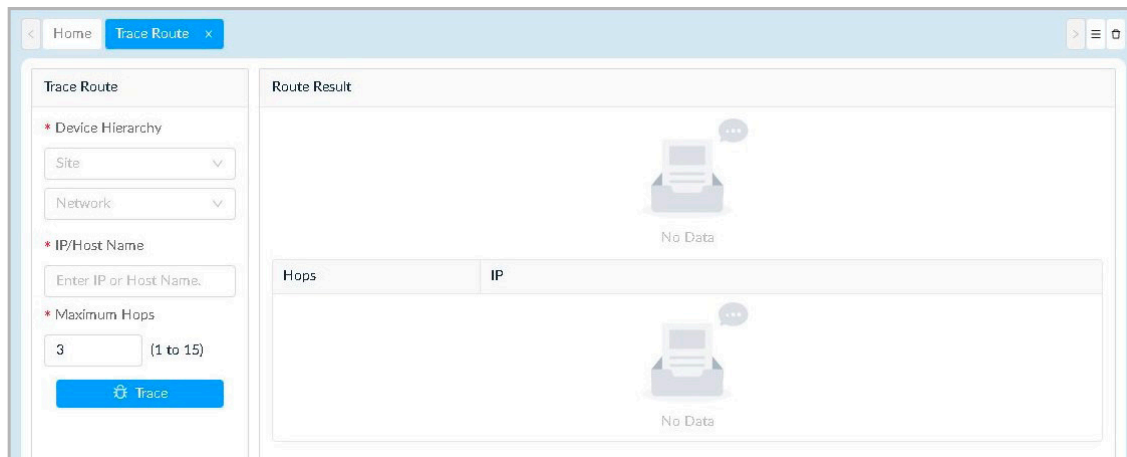 Home
Trace Route
Trace Route
* Device Hierarchy
Site
Network
* IP/Host Name
Enter IP or Host Name.
* Maximum Hops
3 (1 to 15)
Trace
Route Result
No Data
Hops IP
No Data